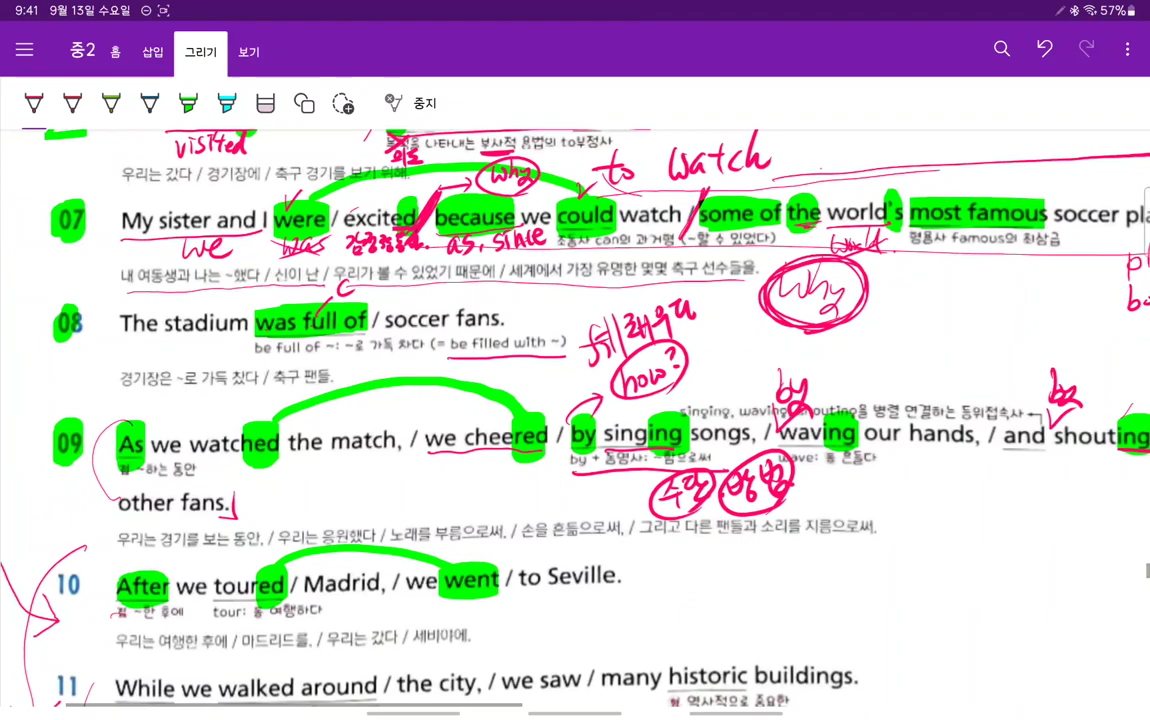 9:41 9월 13일 수요일 57%
중2 홈 삽입 그리기 보기
중지
visited 을 나타내는 부사적 용법의 to부정사
우리는 갔다 / 경기장에 / 축구 경기를 보기 위해.
why to watch
07 My sister and I were / excited because we could watch / some of the world's most famous soccer pla
we was as, since 조동사 can의 과거형 (~할 수 있었다) 형용사 famous의 최상급
내 여동생과 나는 ~했다 / 신이 난 / 우리가 볼 수 있었기 때문에 / 세계에서 가장 유명한 몇몇 축구 선수들을.
why
c
08 The stadium was full of / soccer fans.
be full of ~: ~로 가득 차다 (= be filled with ~)
how?
경기장은 ~로 가득 찼다 / 축구 팬들.
by
singing, waving, shouting을 병렬 연결하는 등위접속사
09 As we watched the match, / we cheered / by singing songs, / waving our hands, / and shouting
접 ~하는 동안 by + 동명사: ~함으로써 wave: 동 흔들다
수단 방법
other fans.
우리는 경기를 보는 동안, / 우리는 응원했다 / 노래를 부름으로써, / 손을 흔듦으로써, / 그리고 다른 팬들과 소리를 지름으로써.
10 After we toured / Madrid, / we went / to Seville.
접 ~한 후에 tour: 동 여행하다
우리는 여행한 후에 / 마드리드를, / 우리는 갔다 / 세비야에.
11 While we walked around / the city, / we saw / many historic buildings.
형 역사적으로 중요한